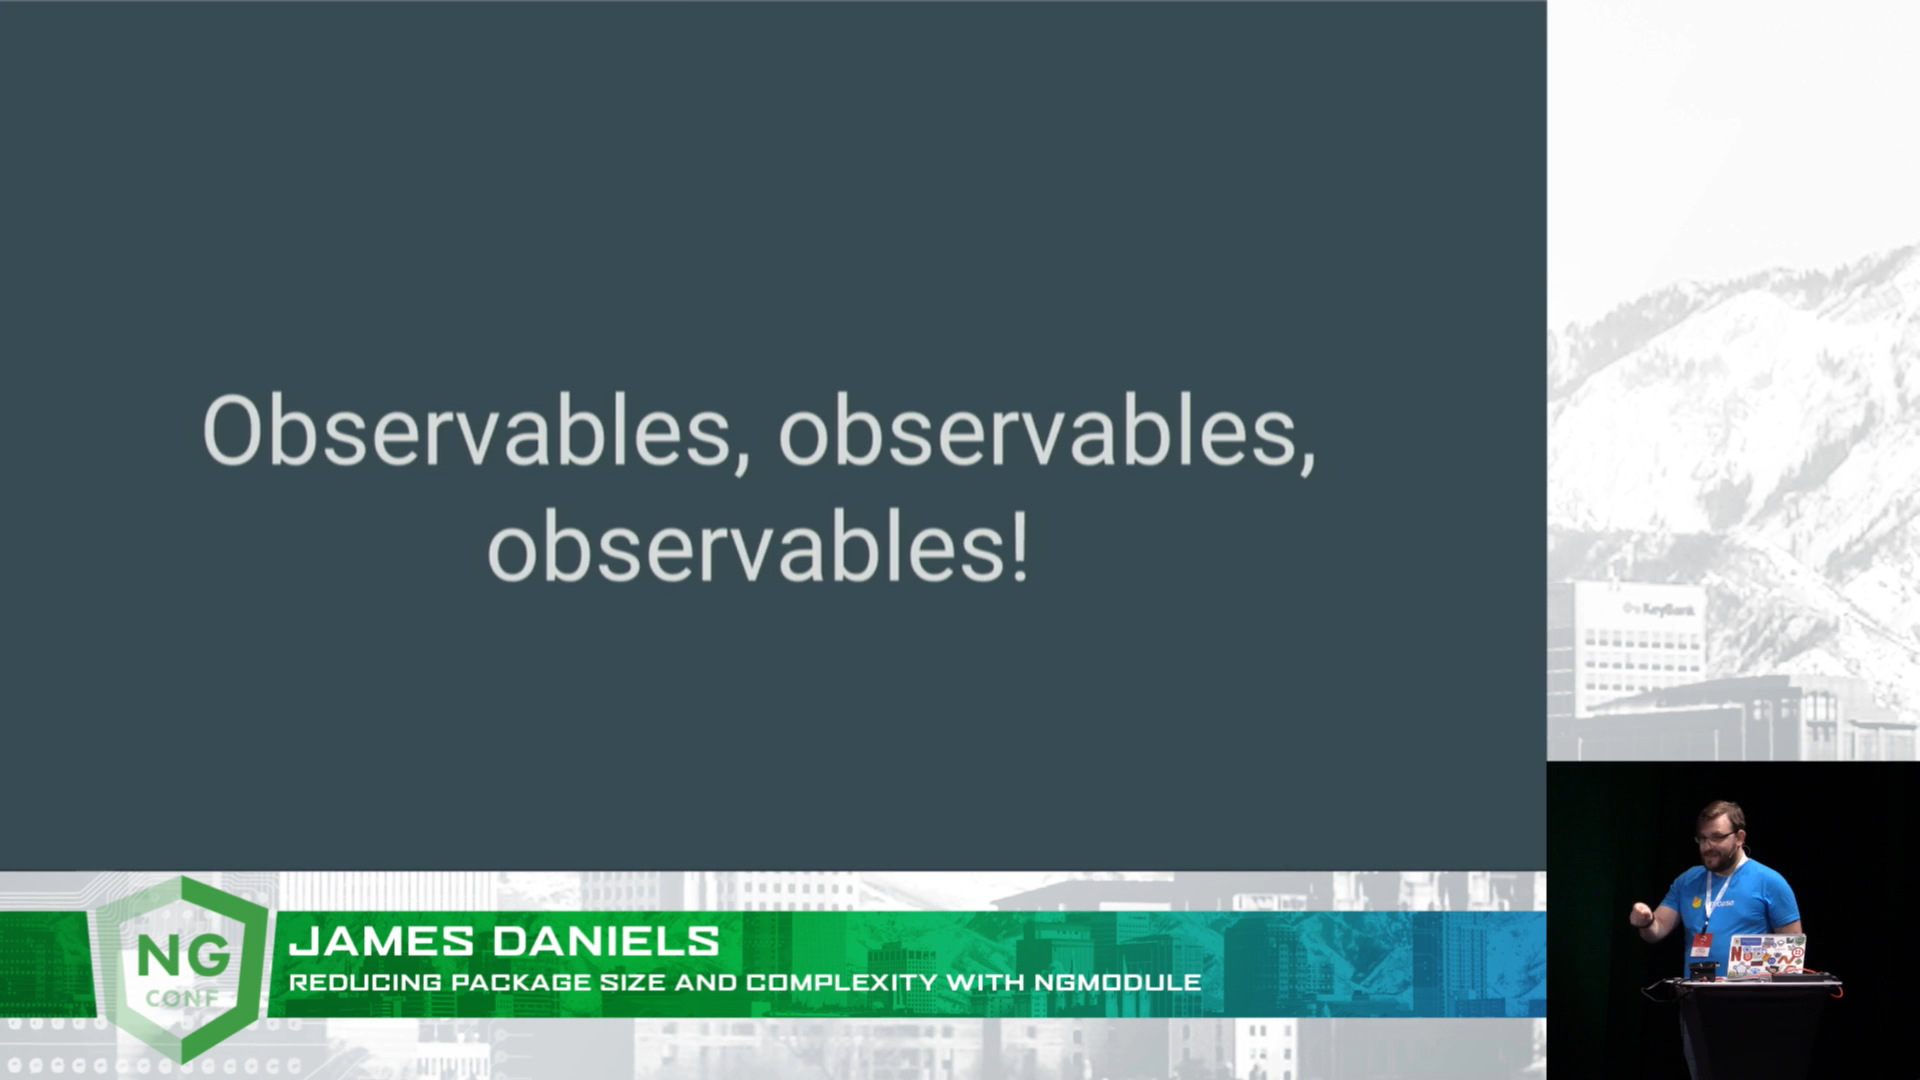 Observables, observables,
observables!
KeyBank
NG
CONF
JAMES DANIELS
REDUCING PACKAGE SIZE AND COMPLEXITY WITH NGMODULE